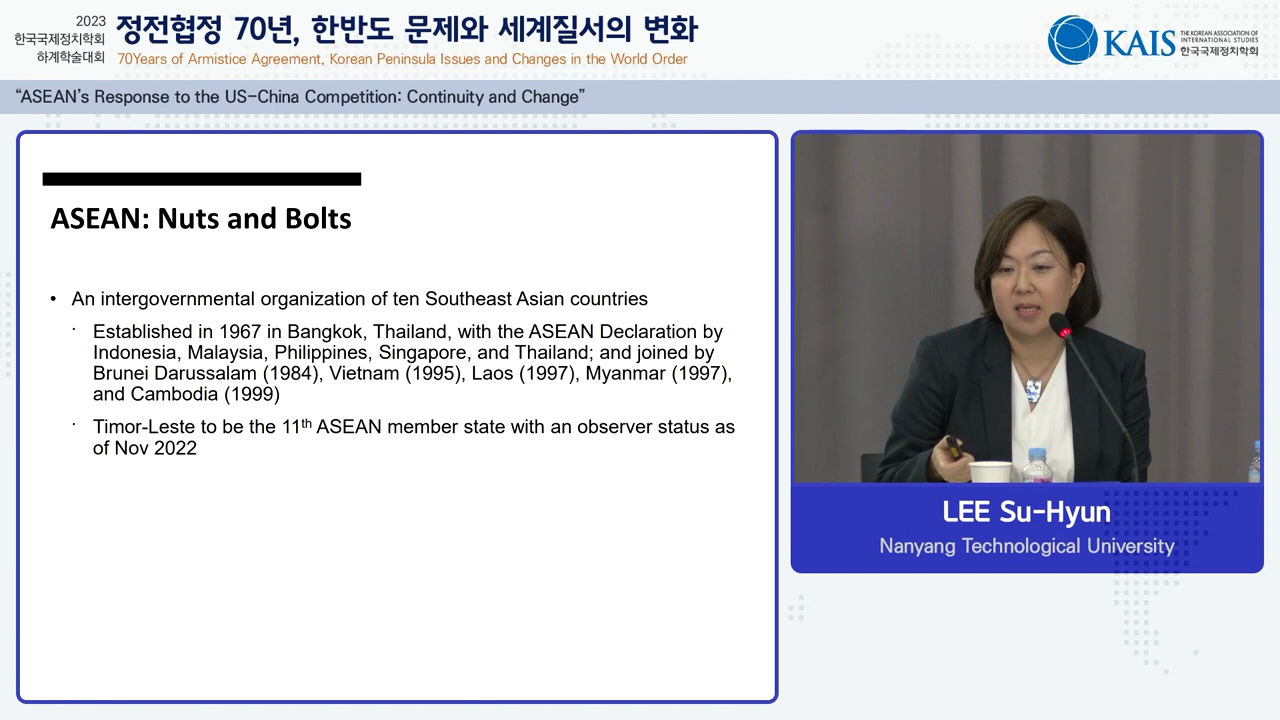 2023
한국국제정치학회
하계학술대회
정전협정 70년, 한반도 문제와 세계질서의 변화
70Years of Armistice Agreement, Korean Peninsula Issues and Changes in the World Order
KAIS
THE KOREAN ASSOCIATION OF
INTERNATIONAL STUDIES
한국국제정치학회
“ASEAN’s Response to the US-China Competition: Continuity and Change”
ASEAN: Nuts and Bolts
• An intergovernmental organization of ten Southeast Asian countries
· Established in 1967 in Bangkok, Thailand, with the ASEAN Declaration by
Indonesia, Malaysia, Philippines, Singapore, and Thailand; and joined by
Brunei Darussalam (1984), Vietnam (1995), Laos (1997), Myanmar (1997),
and Cambodia (1999)
· Timor-Leste to be the 11th ASEAN member state with an observer status as
of Nov 2022
LEE Su-Hyun
Nanyang Technological University